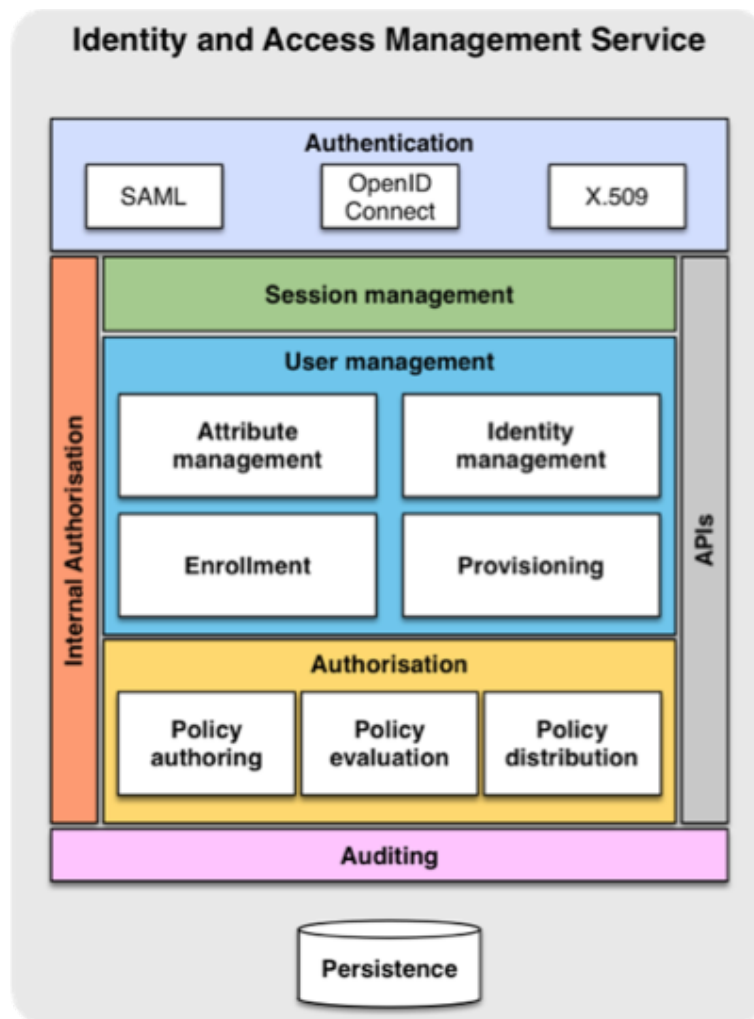 Identity and Access Management Service
Authentication
SAML
OpenID
Connect
X.509
Internal Authorisation
Session management
User management
Attribute
management
Identity
management
Enrollment
Provisioning
APIs
Authorisation
Policy
authoring
Policy
evaluation
Policy
distribution
Auditing
Persistence